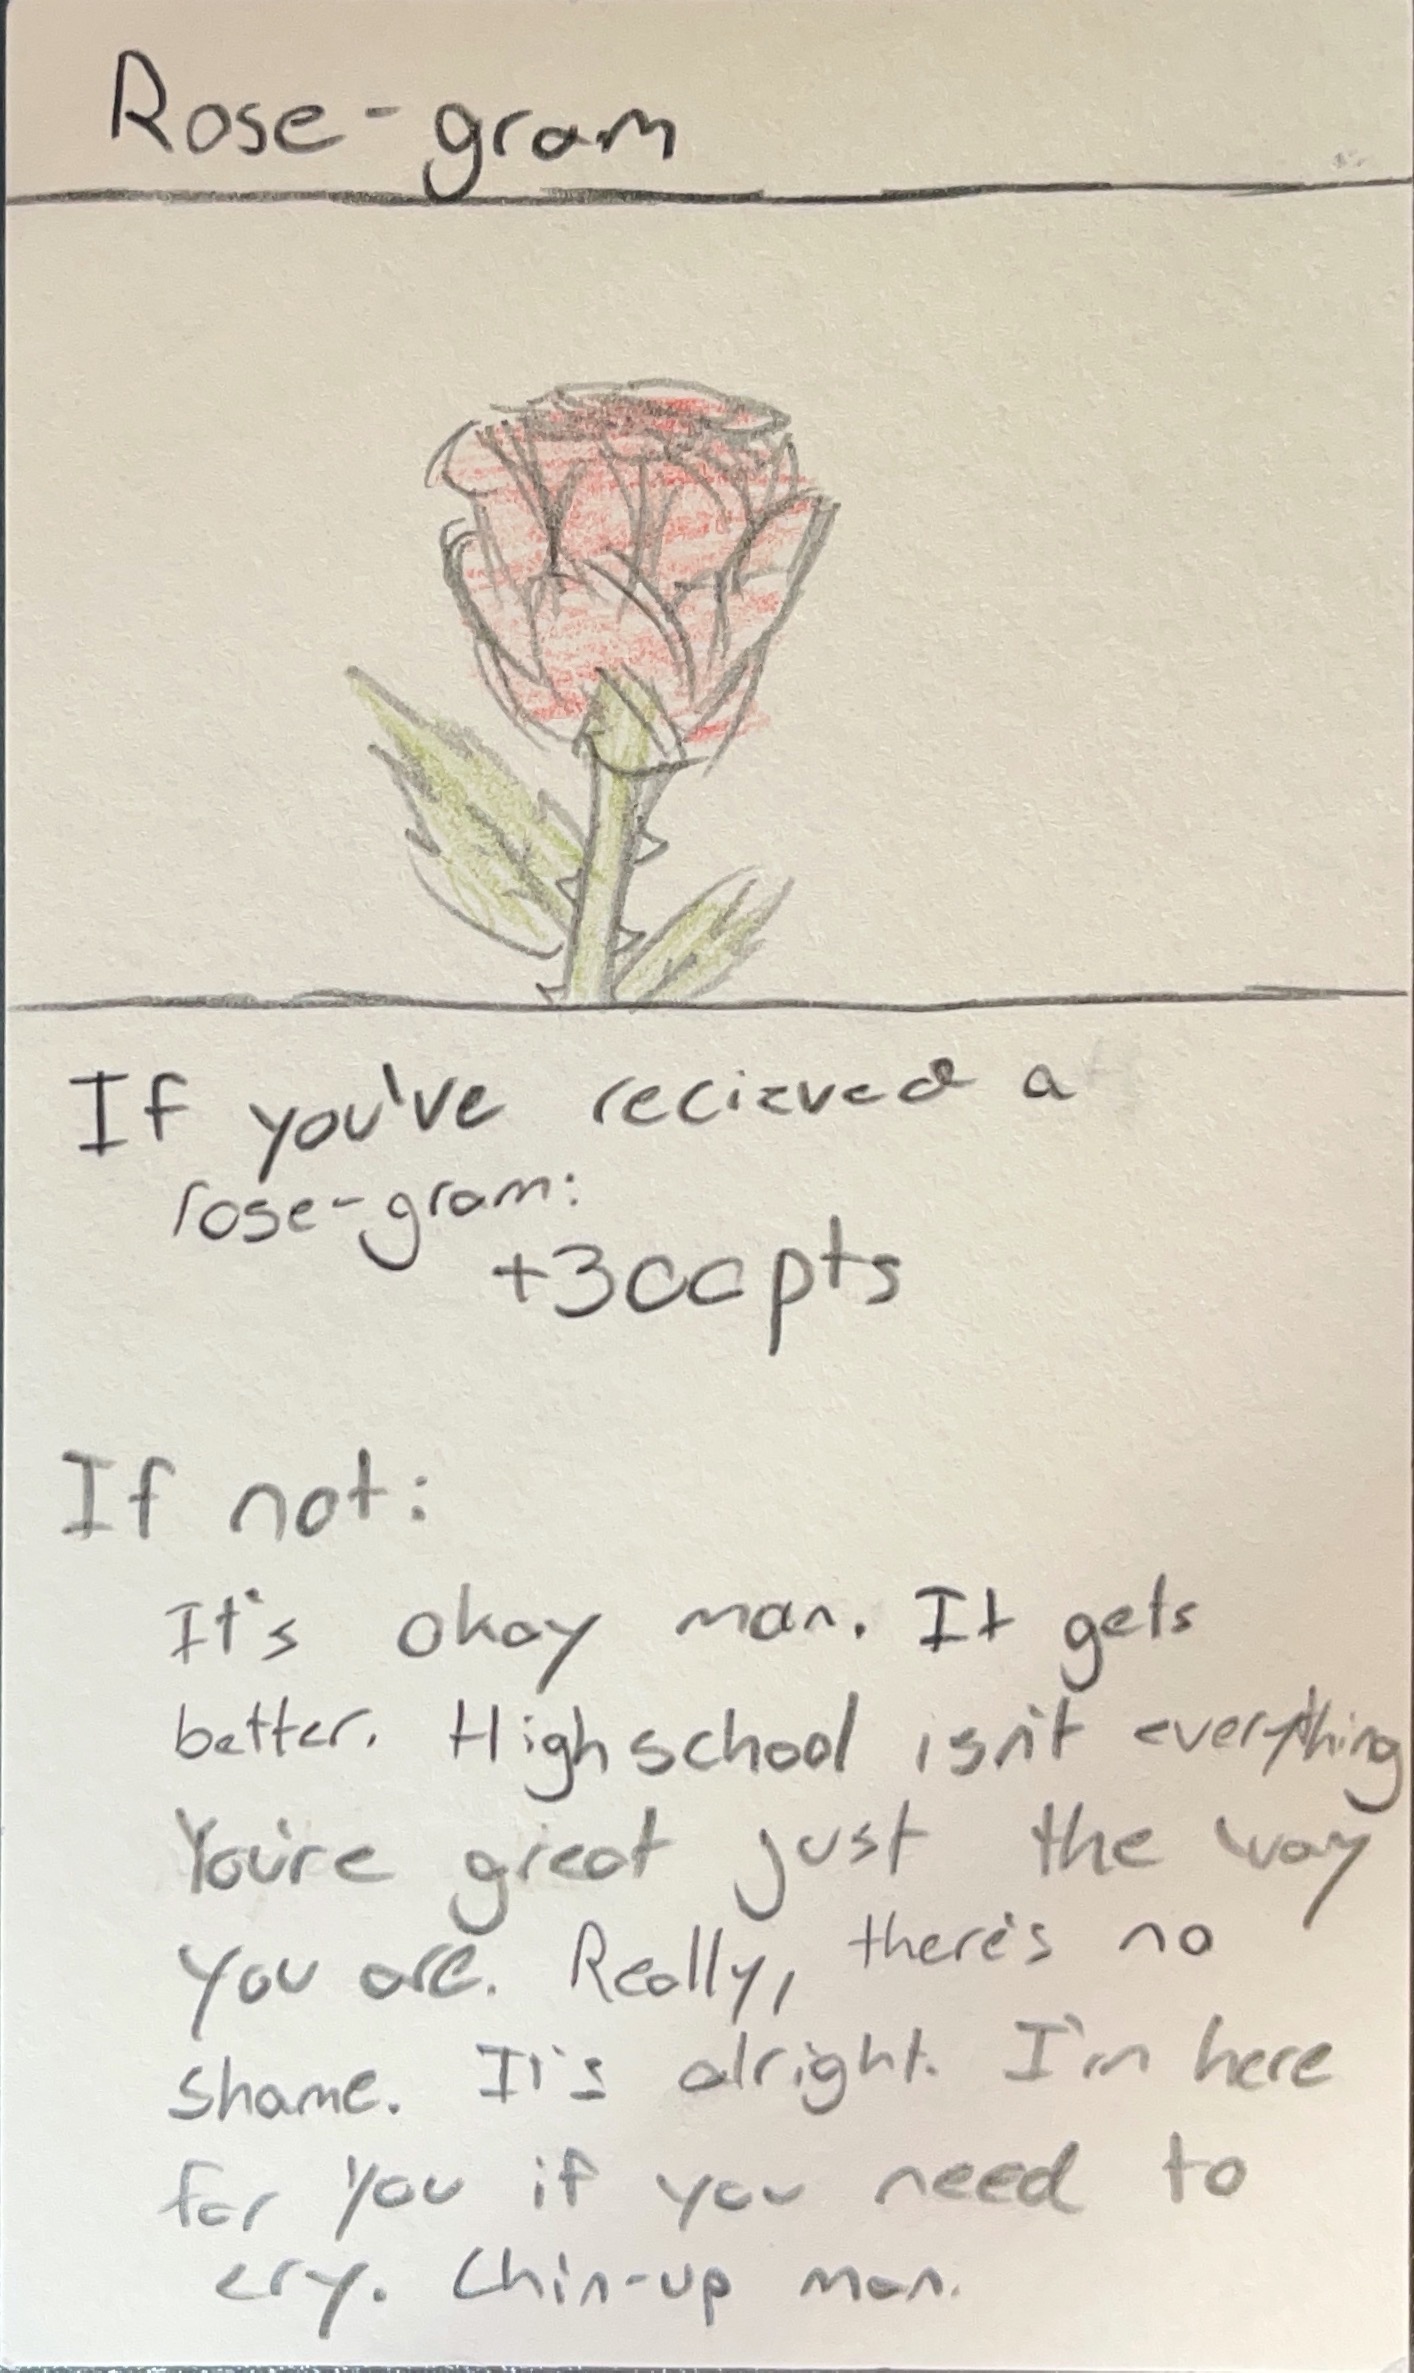 Rose-gram
If you've recieved a
rose-gram:
+300pts
If not:
It's okay man. It gets
better. Highschool isn't everything
You're great just the way
you are. Really, there's no
shame. It's alright. I'm here
for you if you need to
cry. Chin-up man.